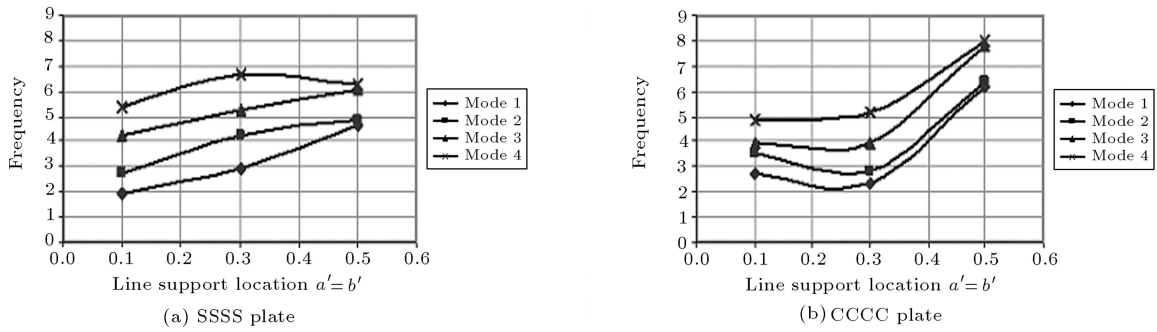 9
8
7
6
5
4
3
2
1
0
Frequency
0.0 0.1 0.2 0.3 0.4 0.5 0.6
Line support location a′= b′
Mode 1
Mode 2
Mode 3
Mode 4
(a) SSSS plate
9
8
7
6
5
4
3
2
1
0
Frequency
0.0 0.1 0.2 0.3 0.4 0.5 0.6
Line support location a′= b′
Mode 1
Mode 2
Mode 3
Mode 4
(b) CCCC plate